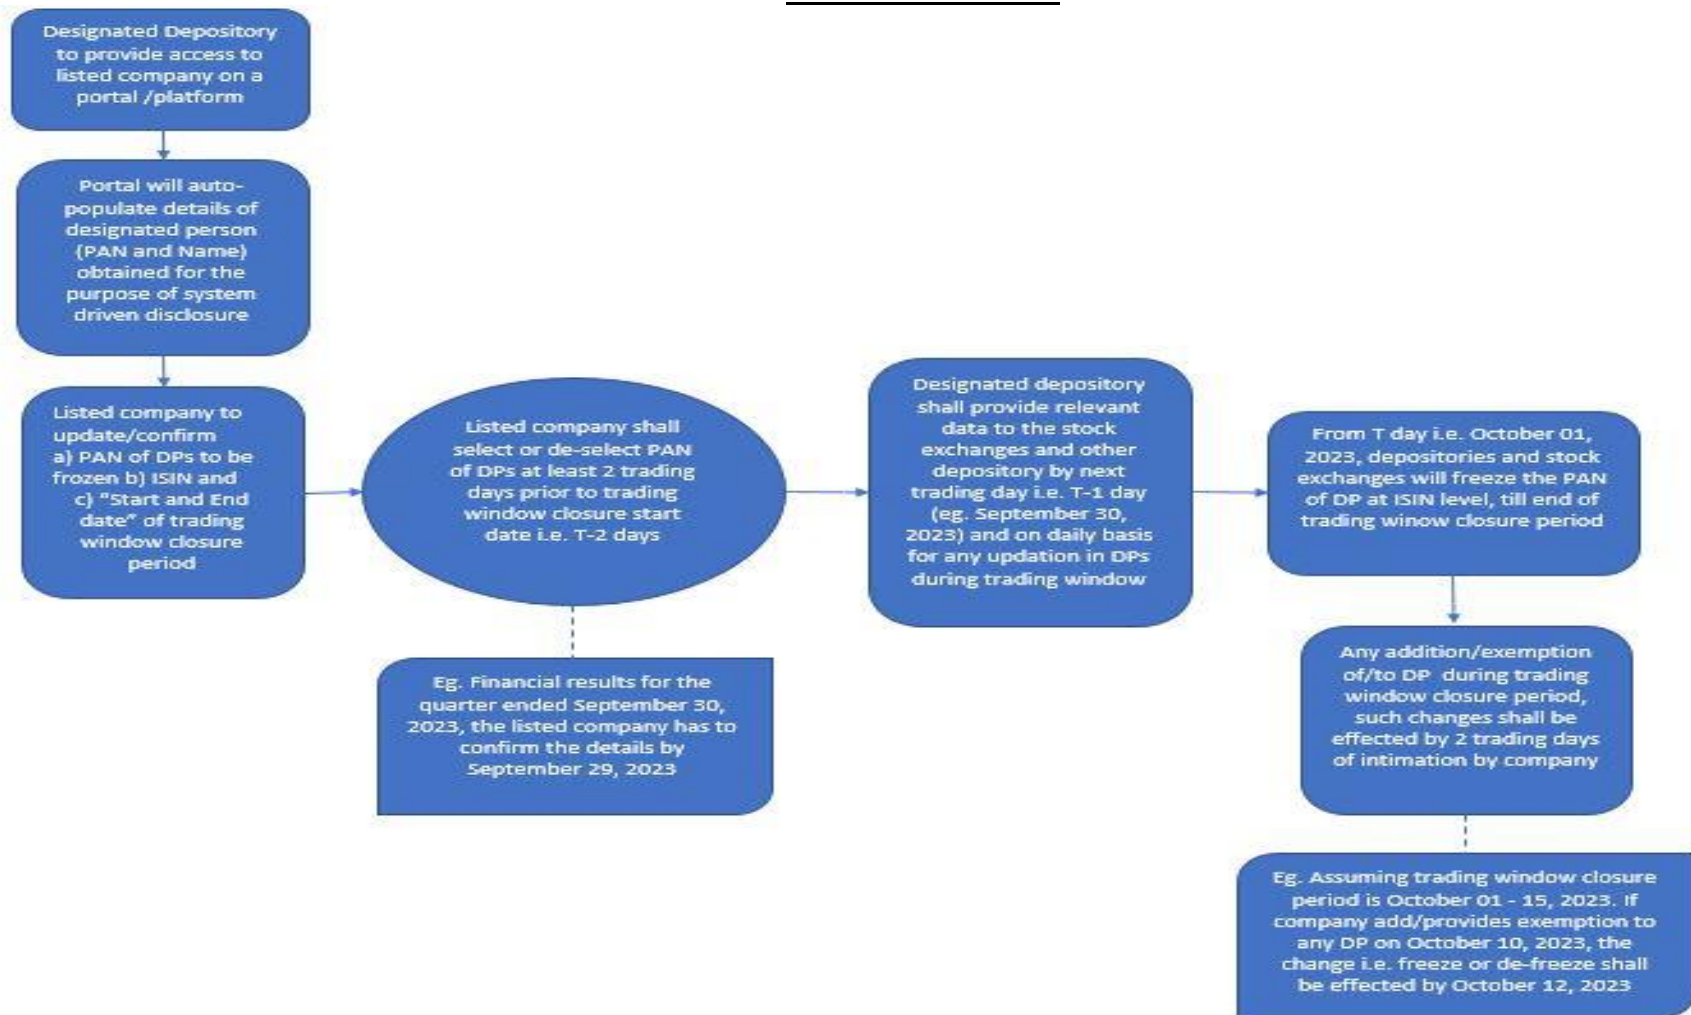 Designated Depository
to provide access to
listed company on a
portal /platform
Portal will auto-
populate details of
designated person
(PAN and Name)
obtained for the
purpose of system
driven disclosure
Listed company to
update/confirm
a) PAN of DPs to be
frozen b) ISIN and
c) “Start and End
date” of trading
window closure
period
Listed company shall
select or de-select PAN
of DPs at least 2 trading
days prior to trading
window closure start
date i.e. T-2 days
Eg. Financial results for the
quarter ended September 30,
2023, the listed company has to
confirm the details by
September 29, 2023
Designated depository
shall provide relevant
data to the stock
exchanges and other
depository by next
trading day i.e. T-1 day
(eg. September 30,
2023) and on daily basis
for any updation in DPs
during trading window
From T day i.e. October 01,
2023, depositories and stock
exchanges will freeze the PAN
of DP at ISIN level, till end of
trading winow closure period
Any addition/exemption
of/to DP during trading
window closure period,
such changes shall be
effected by 2 trading days
of intimation by company
Eg. Assuming trading window closure
period is October 01 - 15, 2023. If
company add/provides exemption to
any DP on October 10, 2023, the
change i.e. freeze or de-freeze shall
be effected by October 12, 2023